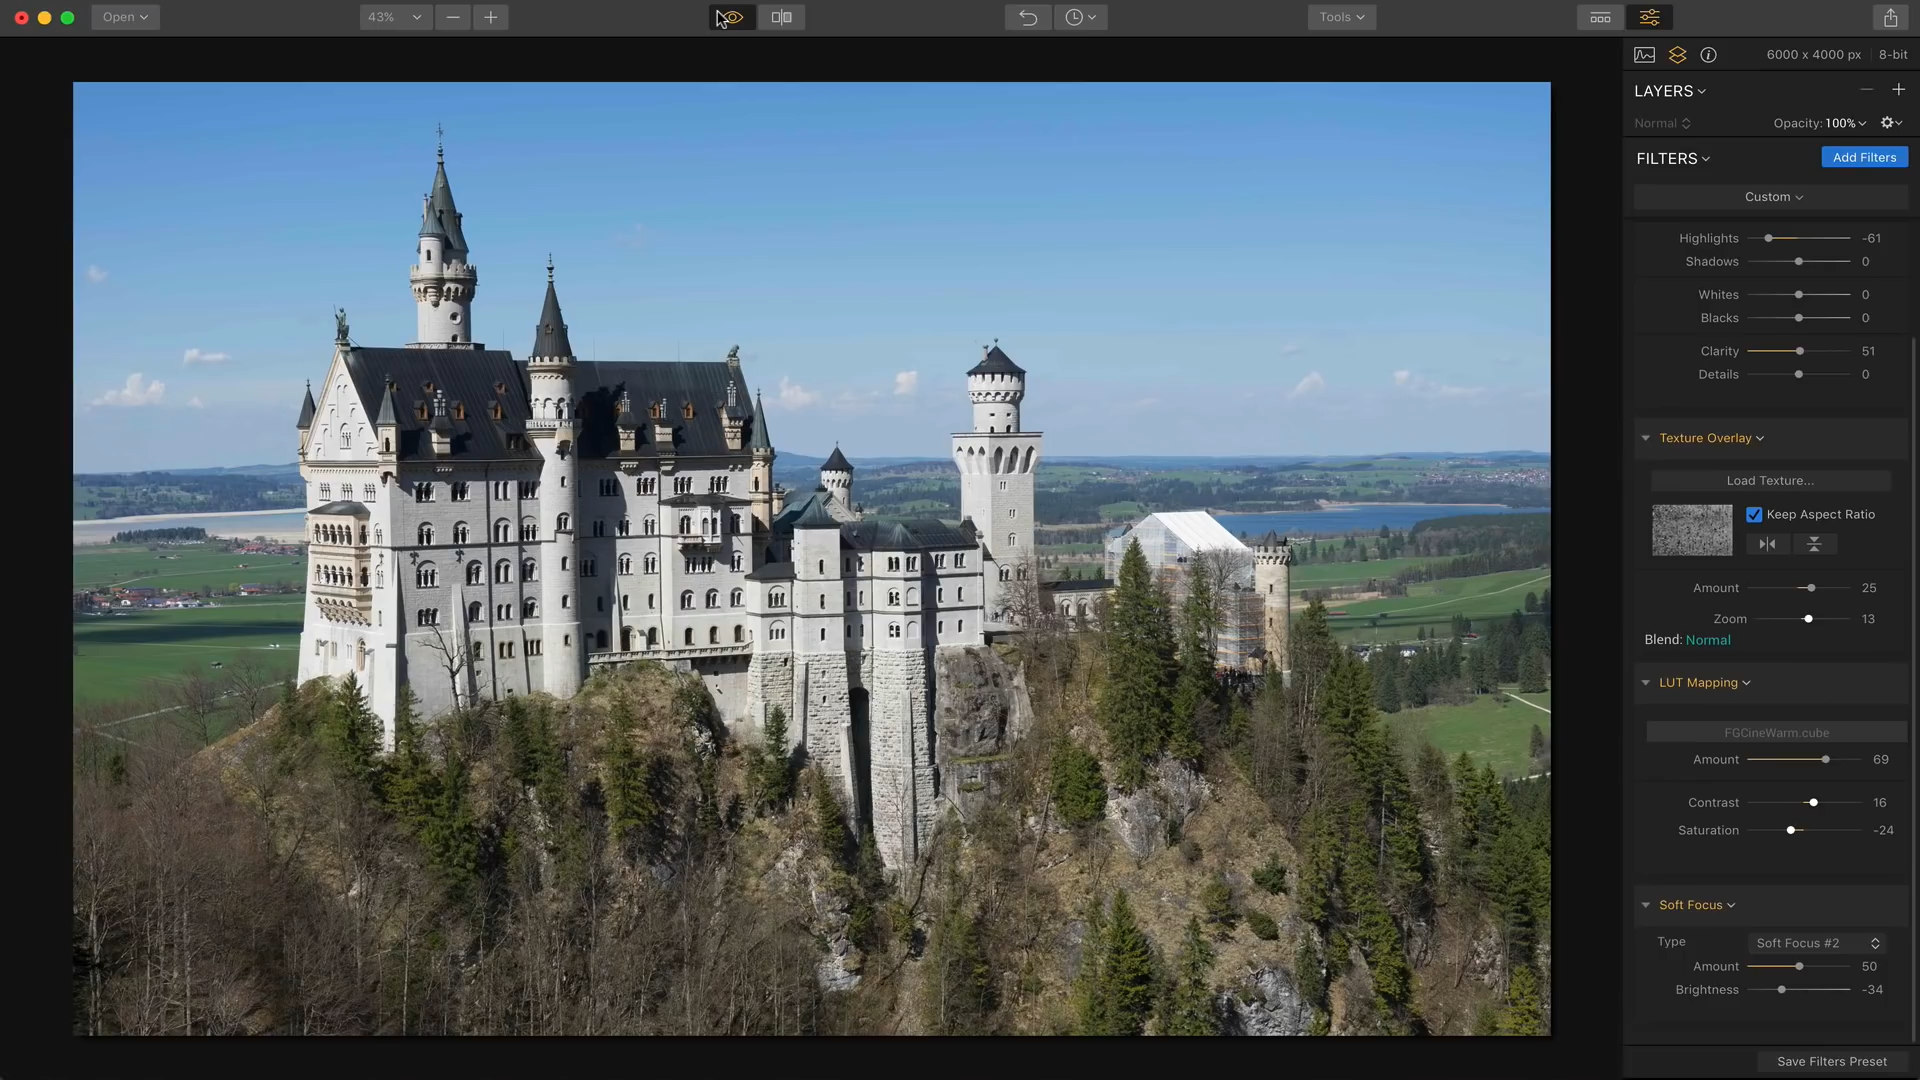 Open
43%
Tools
6000 x 4000 px 8-bit
LAYERS
Normal Opacity: 100%
FILTERS Add Filters
Custom
Highlights -61
Shadows 0
Whites 0
Blacks 0
Clarity 51
Details 0
Texture Overlay
Load Texture...
Keep Aspect Ratio
Amount 25
Zoom 13
Blend: Normal
LUT Mapping
FGCineWarm.cube
Amount 69
Contrast 16
Saturation -24
Soft Focus
Type Soft Focus #2
Amount 50
Brightness -34
Save Filters Preset